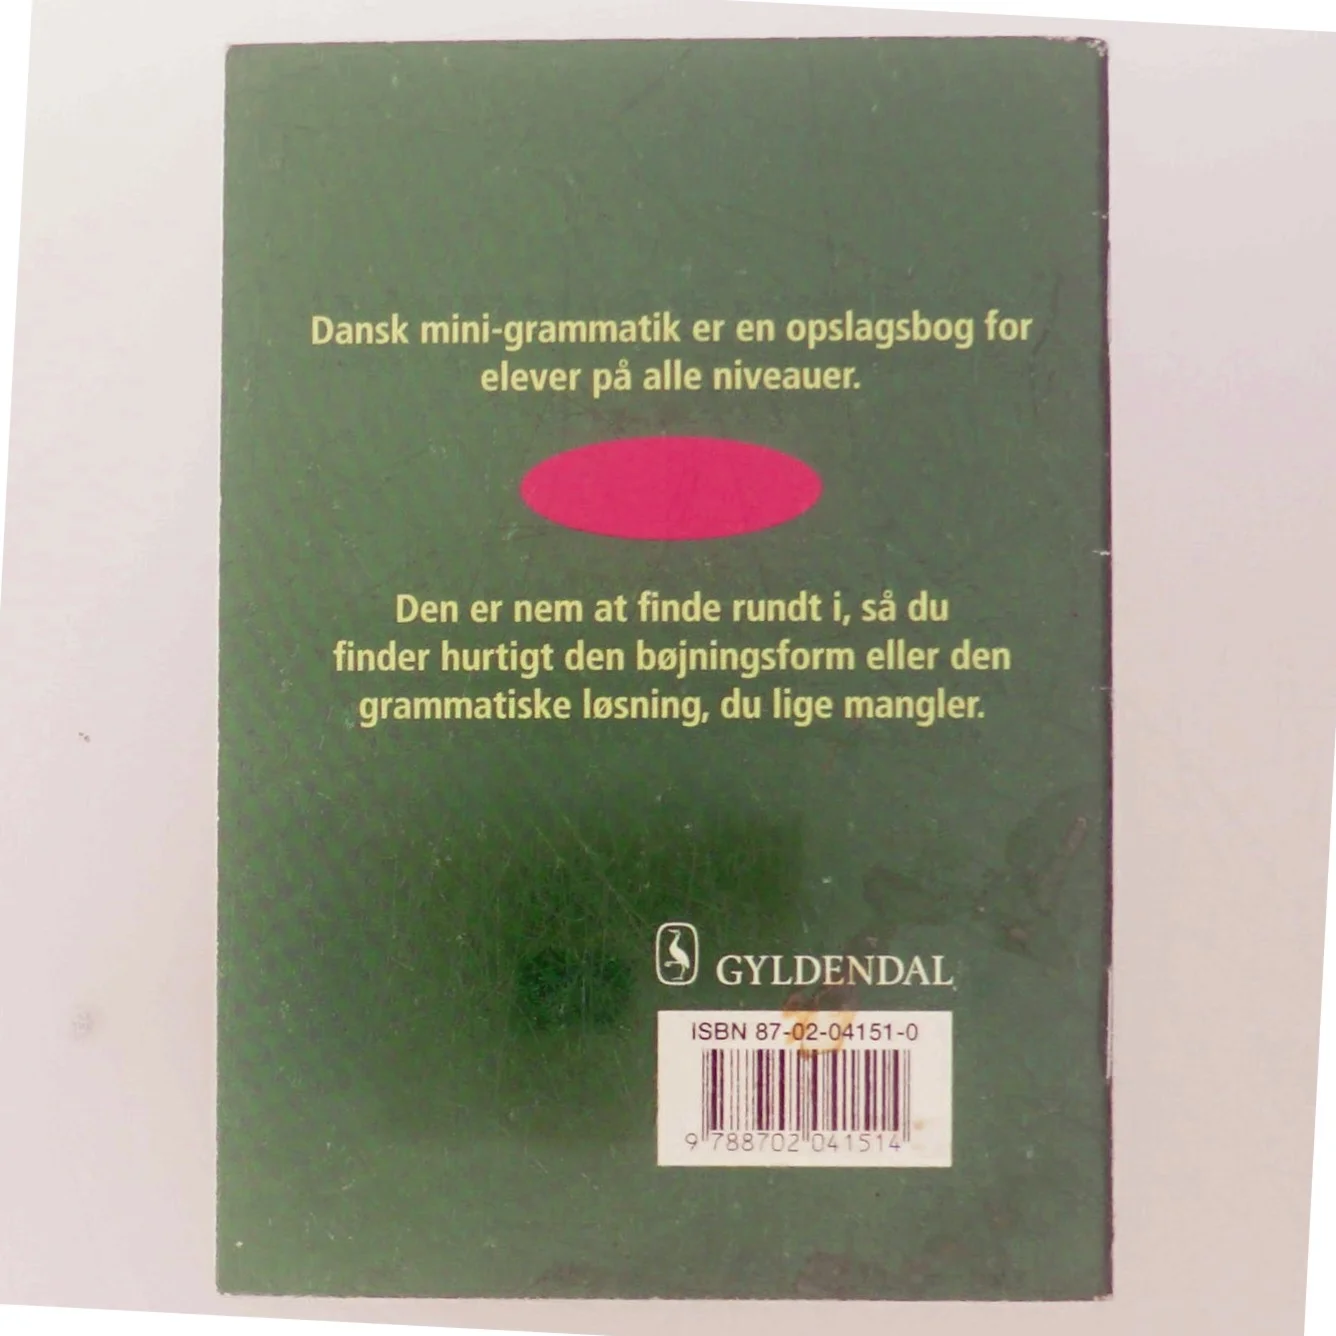 Dansk mini-grammatik er en opslagsbog for
elever på alle niveauer.
Den er nem at finde rundt i, så du
finder hurtigt den bøjningsform eller den
grammatiske løsning, du lige mangler.
GYLDENDAL
ISBN 87-02-04151-0
9 788702 041514